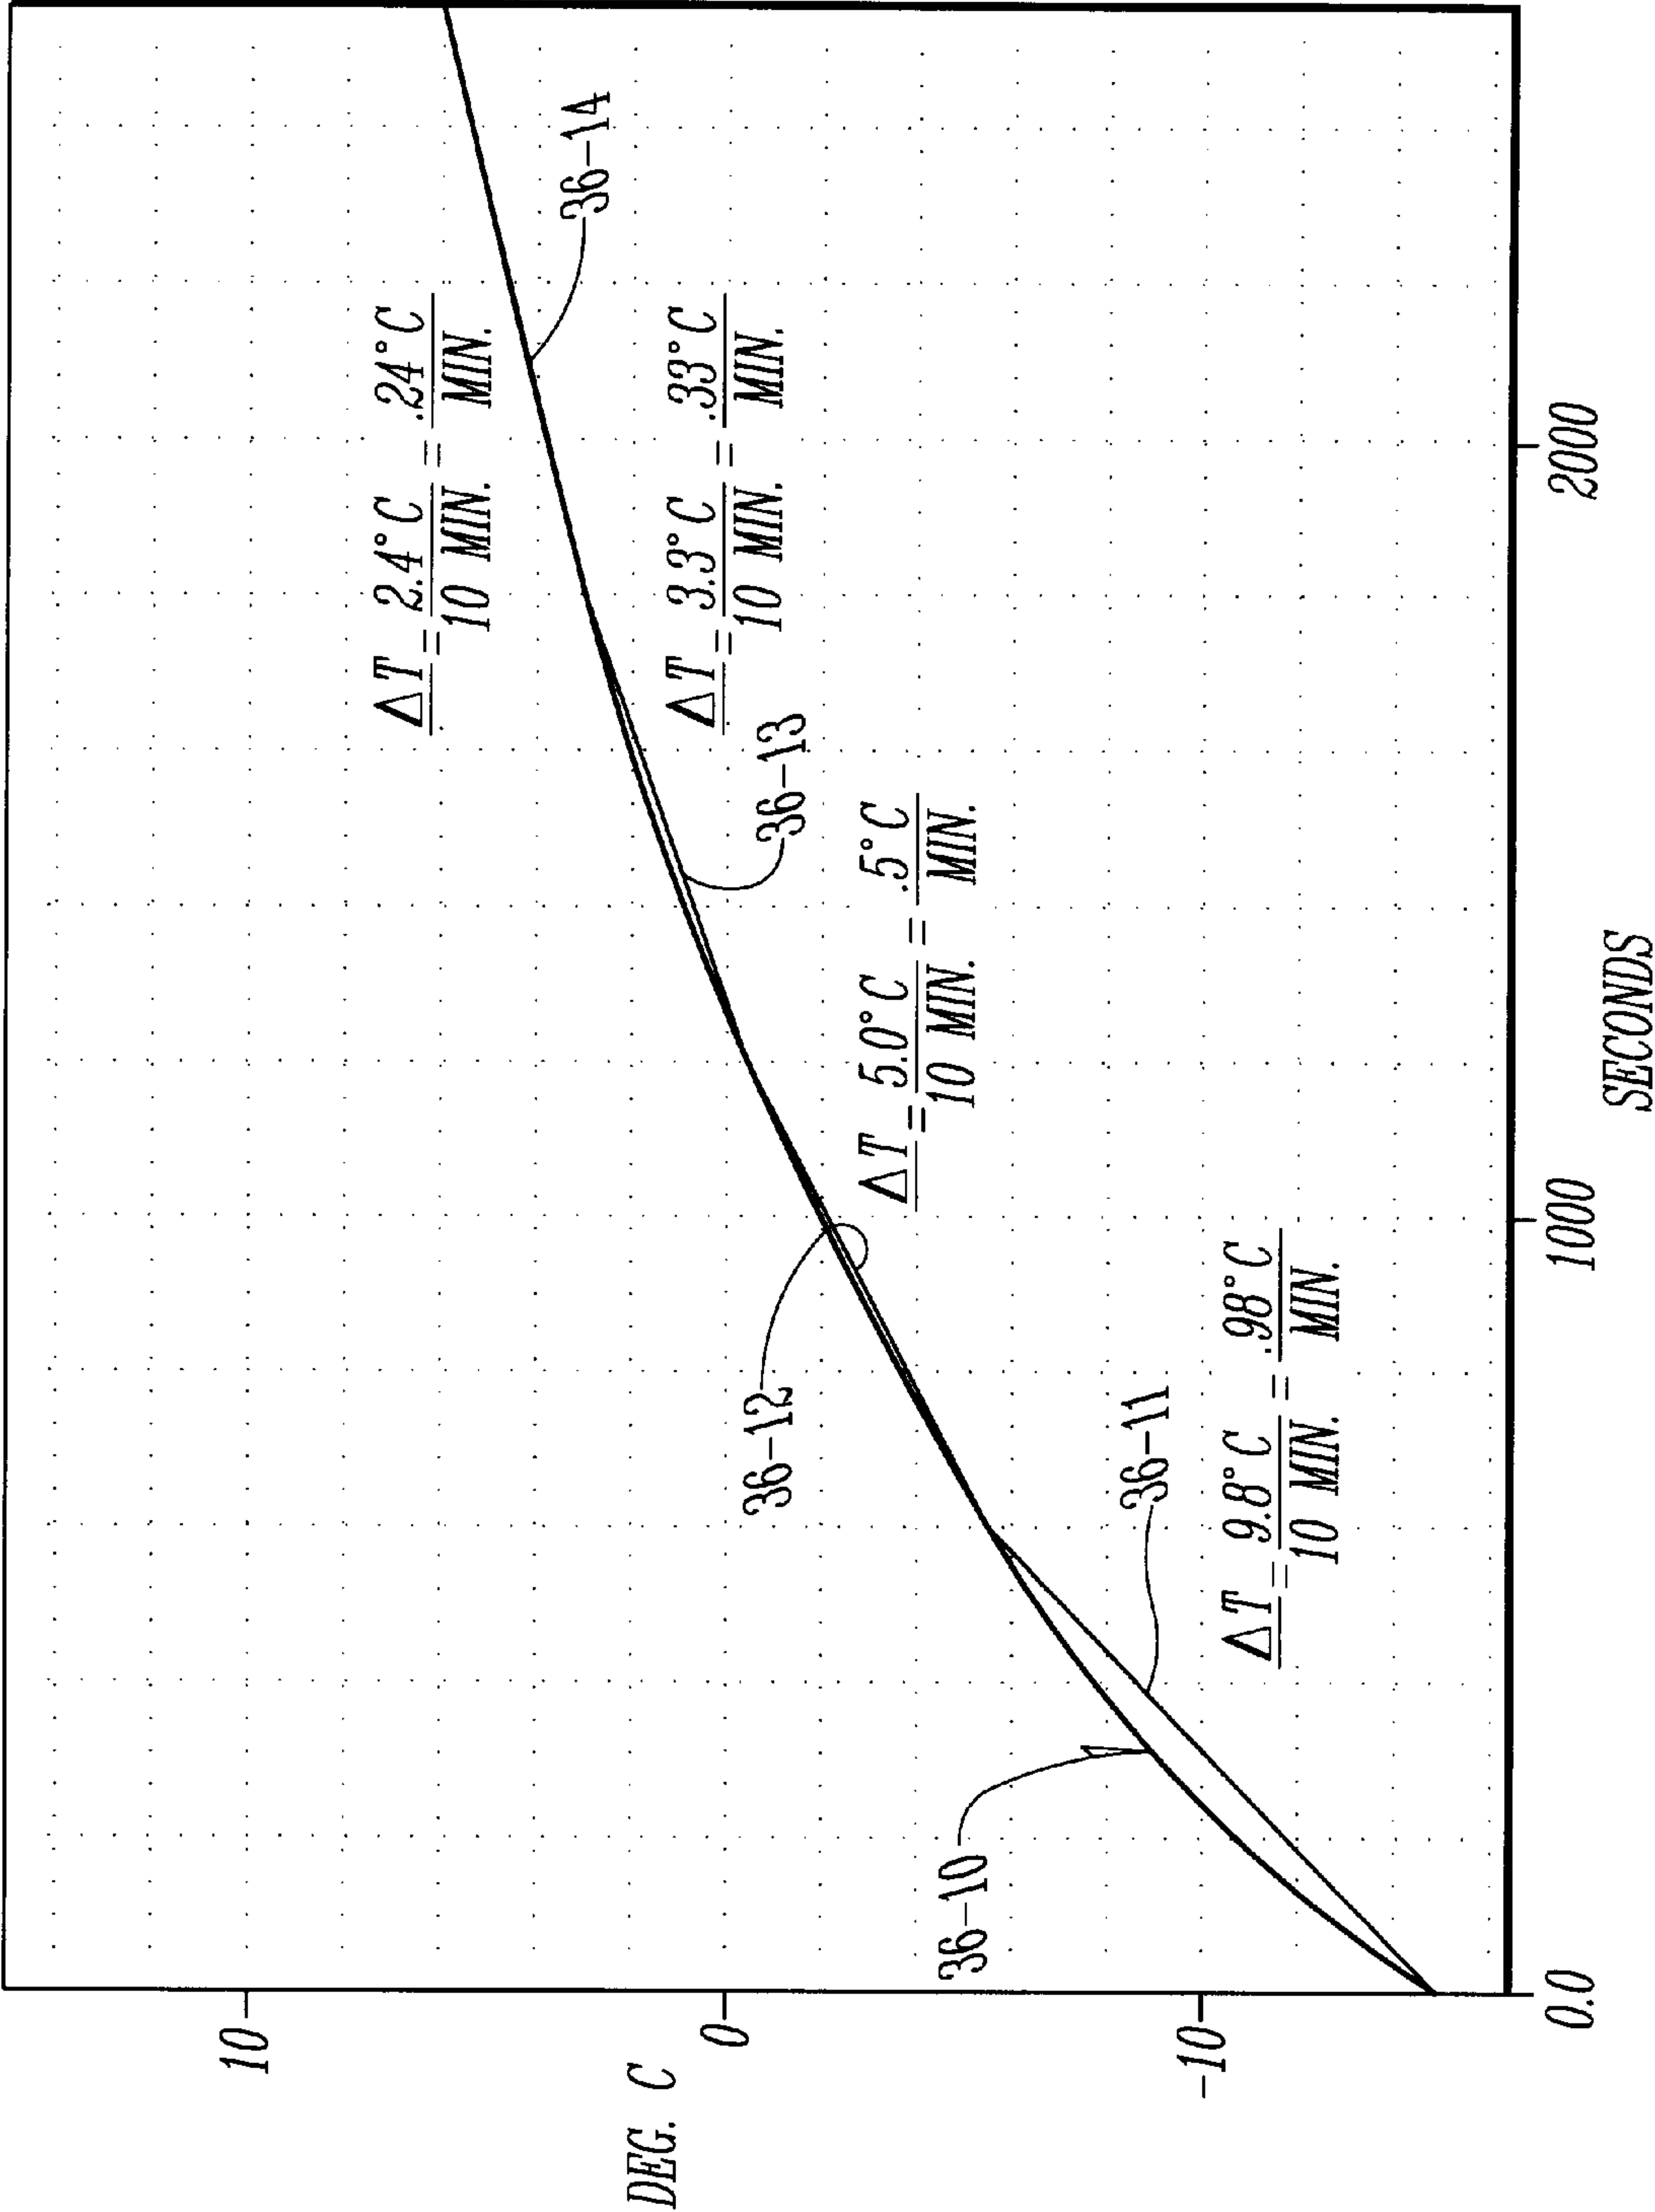 DEG. C
10
0
-10
ΔT = 2.4°C = .24°C
10 MIN. MIN.
36-14
ΔT = 3.3°C = .33°C
10 MIN. MIN.
36-13
36-12
ΔT = 5.0°C = .5°C
10 MIN. MIN.
36-10
36-11
ΔT = 9.8°C = .98°C
10 MIN. MIN.
0.0
1000
2000
SECONDS